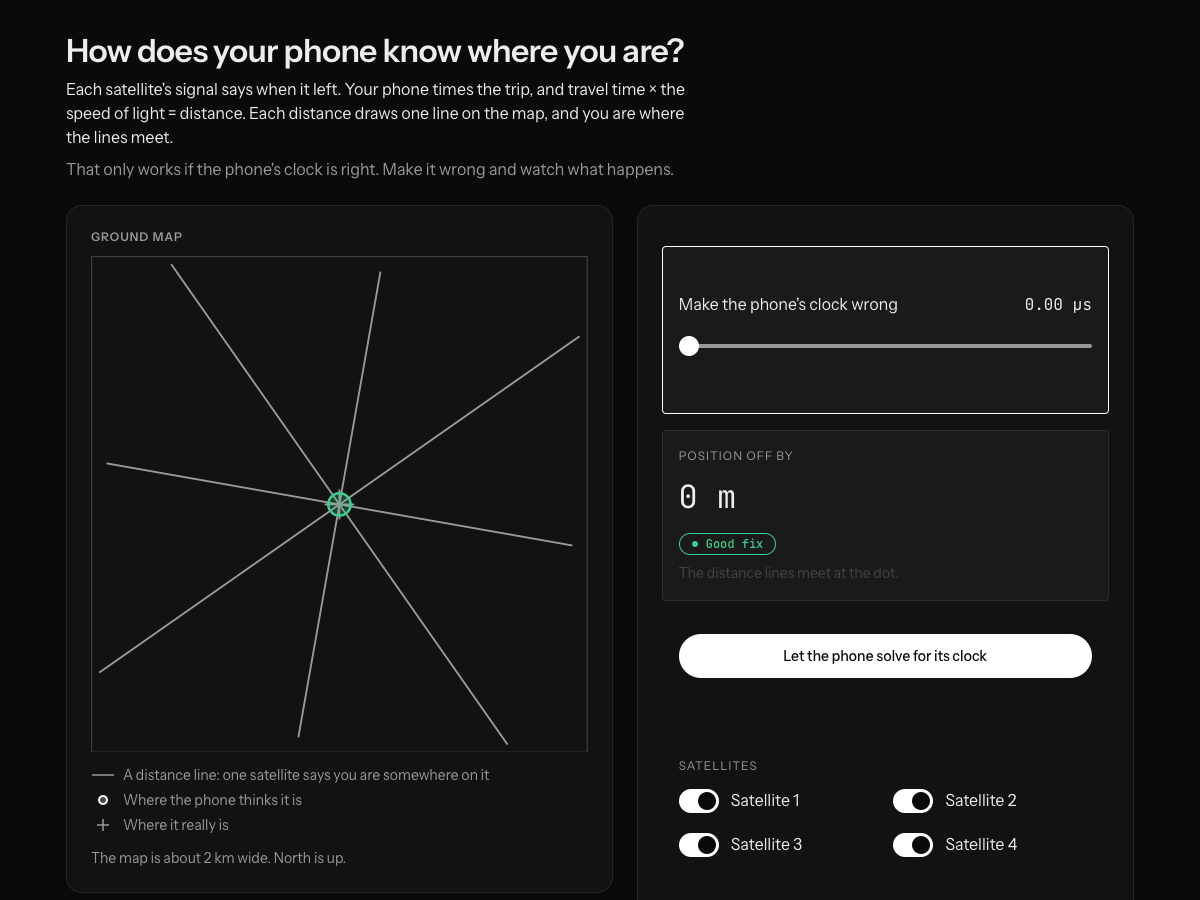 How does your phone know where you are?
Each satellite's signal says when it left. Your phone times the trip, and travel time × the
speed of light = distance. Each distance draws one line on the map, and you are where
the lines meet.
That only works if the phone's clock is right. Make it wrong and watch what happens.
GROUND MAP
A distance line: one satellite says you are somewhere on it
Where the phone thinks it is
Where it really is
The map is about 2 km wide. North is up.
Make the phone's clock wrong 0.00 µs
POSITION OFF BY
0 m
Good fix
The distance lines meet at the dot.
Let the phone solve for its clock
SATELLITES
Satellite 1 Satellite 2
Satellite 3 Satellite 4